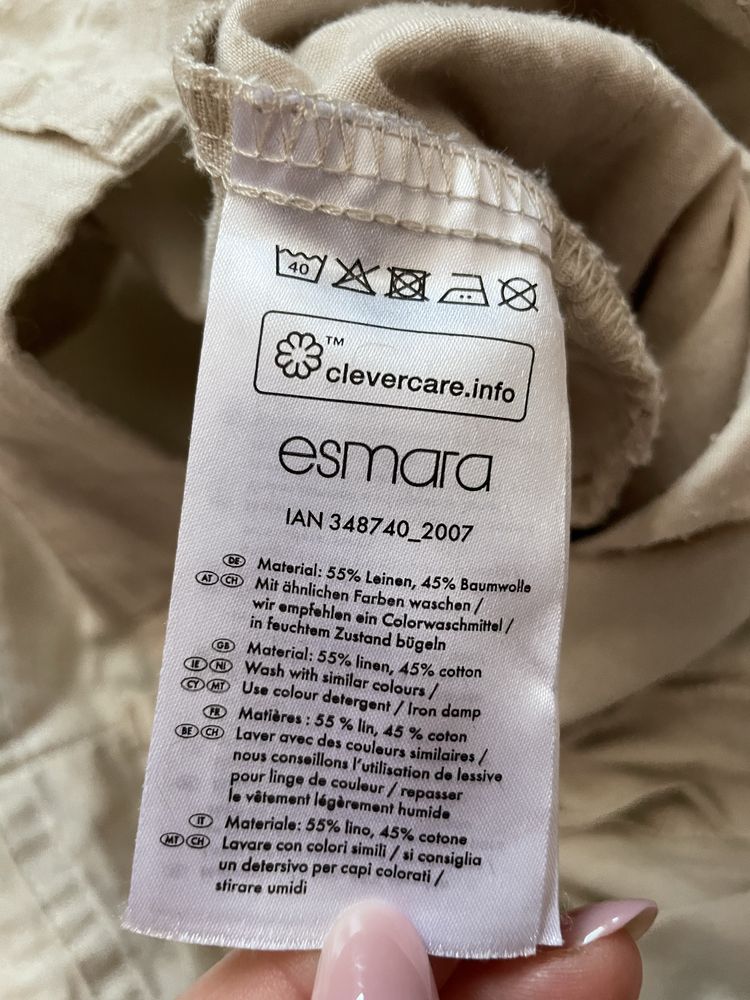 40
TM
clevercare.info
esmara
IAN 348740_2007
DE Material: 55% Leinen, 45% Baumwolle
AT CH Mit ähnlichen Farben waschen /
wir empfehlen ein Colorwaschmittel /
in feuchtem Zustand bügeln
GB Material: 55% linen, 45% cotton
IE NI Wash with similar colours /
CY MT Use colour detergent / Iron damp
FR Matières : 55 % lin, 45 % coton
BE CH Laver avec des couleurs similaires /
nous conseillons l'utilisation de lessive
pour linge de couleur / repasser
le vêtement légèrement humide
IT Materiale: 55% lino, 45% cotone
MT CH Lavare con colori simili / si consiglia
un detersivo per capi colorati /
stirare umidi